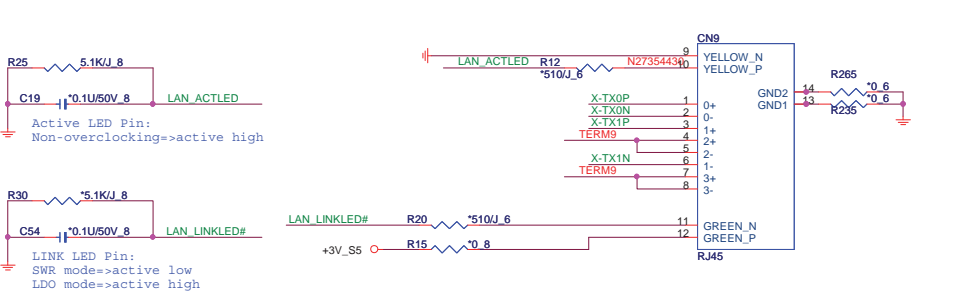 R25 5.1K/J_8
C19 *0.1U/50V_8 LAN_ACTLED
Active LED Pin:
Non-overclocking=>active high
R30 *5.1K/J_8
C54 *0.1U/50V_8 LAN_LINKLED#
LINK LED Pin:
SWR mode=>active low
LDO mode=>active high
CN9
9 YELLOW_N
LAN_ACTLED R12 *510/J_6 N27354430 10 YELLOW_P
X-TX0P 1 0+
X-TX0N 2 0-
X-TX1P 3 1+
TERM9 4 2+
5 2-
X-TX1N 6 1-
TERM9 7 3+
8 3-
LAN_LINKLED# R20 *510/J_6 11 GREEN_N
+3V_S5 R15 *0_8 12 GREEN_P
RJ45
GND2 14 R265 *0_6
GND1 13 R235 *0_6